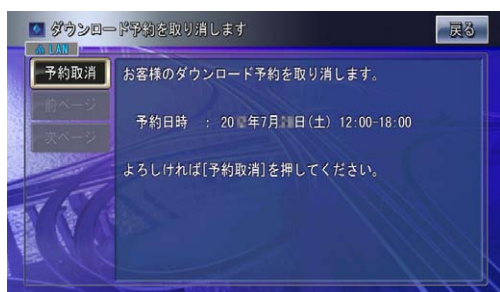 ダウンロード予約を取り消します
戻る
LAN
予約取消
お客様のダウンロード予約を取り消します。
前ページ
予約日時 : 20 年7月 日(土) 12:00-18:00
次ページ
よろしければ[予約取消]を押してください。